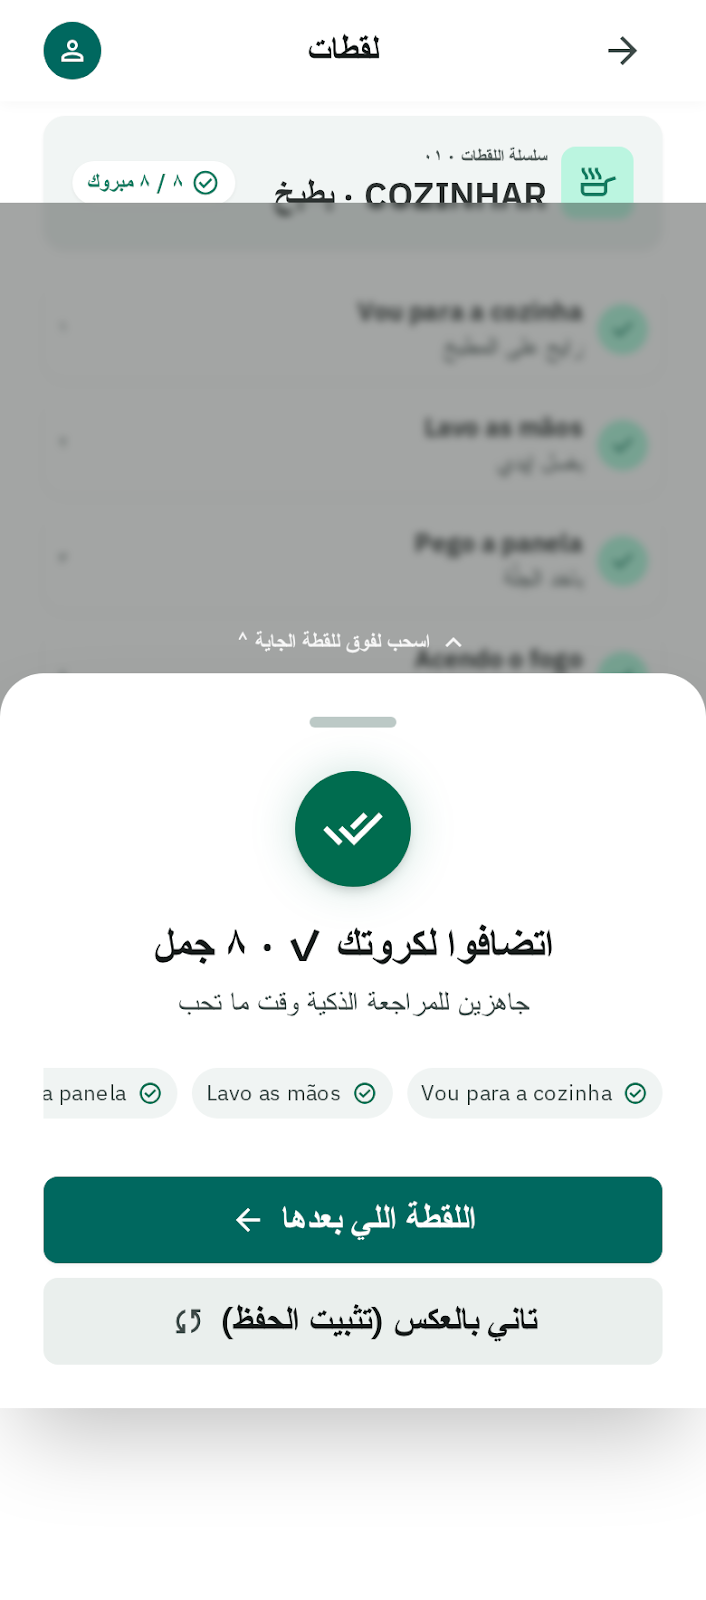 لقطات
سلسلة اللقطات · ٠١
COZINHAR · بطبخ
٨ / ٨ مبروك
Vou para a cozinha
رايح على المطبخ
Lavo as mãos
بغسل إيدي
Pego a panela
باخد الحلّة
Acendo o fogo
اسحب لفوق للقطة الجاية ^
اتضافوا لكروتك ✓ · ٨ جمل
جاهزين للمراجعة الذكية وقت ما تحب
Vou para a cozinha
Lavo as mãos
a panela
اللقطة اللي بعدها
تاني بالعكس (تثبيت الحفظ)